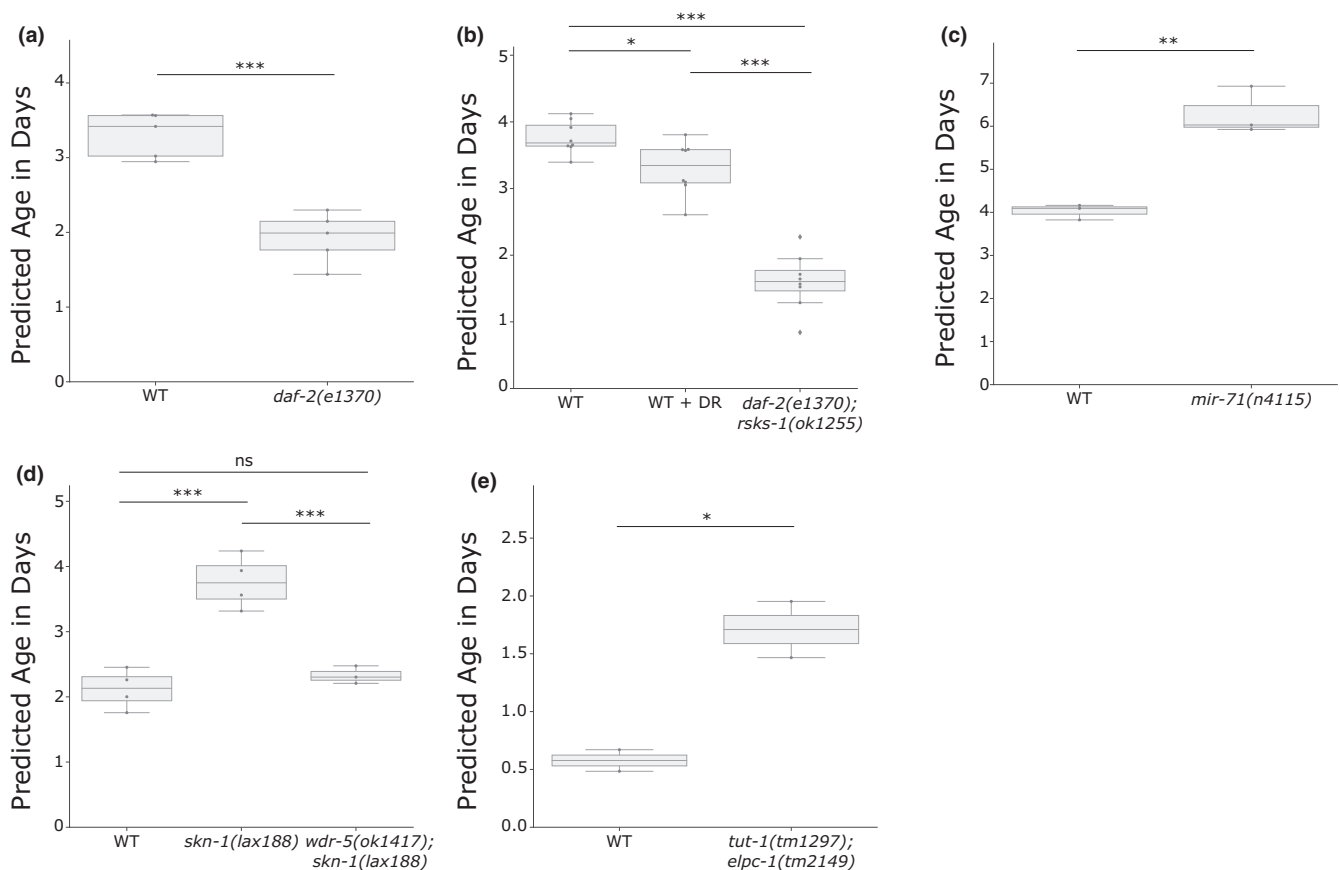 (a)
***
Predicted Age in Days
4
3
2
1
0
WT
daf-2(e1370)
(b)
***
*
***
Predicted Age in Days
5
4
3
2
1
0
WT
WT + DR
daf-2(e1370);
rsks-1(ok1255)
(c)
**
Predicted Age in Days
7
6
5
4
3
2
1
0
WT
mir-71(n4115)
(d)
ns
***
***
Predicted Age in Days
5
4
3
2
1
0
WT
skn-1(lax188)
wdr-5(ok1417);
skn-1(lax188)
(e)
*
Predicted Age in Days
2.5
2.0
1.5
1.0
0.5
0.0
WT
tut-1(tm1297);
elpc-1(tm2149)